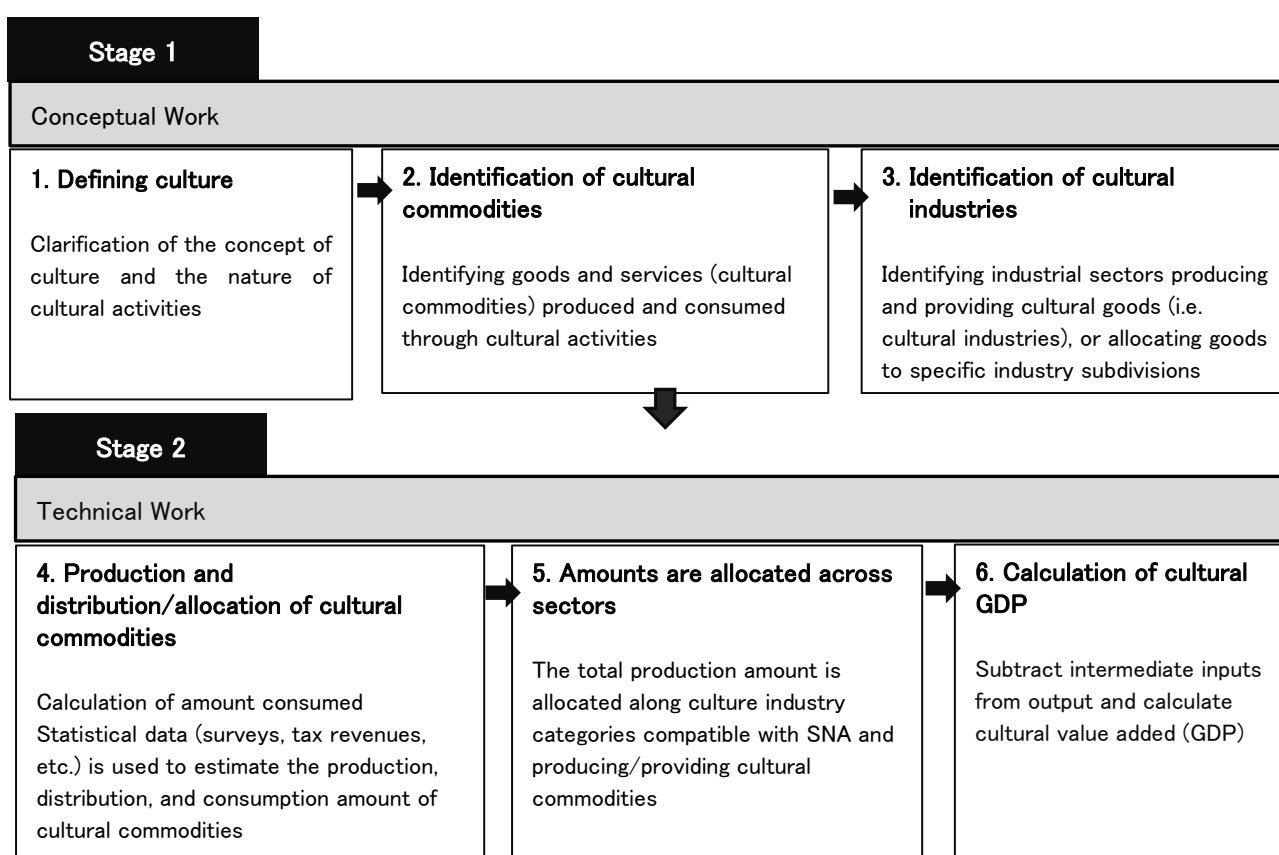 Stage 1
Conceptual Work
1. Defining culture
Clarification of the concept of
culture and the nature of
cultural activities
2. Identification of cultural
commodities
Identifying goods and services (cultural
commodities) produced and consumed
through cultural activities
3. Identification of cultural
industries
Identifying industrial sectors producing
and providing cultural goods (i.e.
cultural industries), or allocating goods
to specific industry subdivisions
Stage 2
Technical Work
4. Production and
distribution/allocation of cultural
commodities
Calculation of amount consumed
Statistical data (surveys, tax revenues,
etc.) is used to estimate the production,
distribution, and consumption amount of
cultural commodities
5. Amounts are allocated across
sectors
The total production amount is
allocated along culture industry
categories compatible with SNA and
producing/providing cultural
commodities
6. Calculation of cultural
GDP
Subtract intermediate inputs
from output and calculate
cultural value added (GDP)